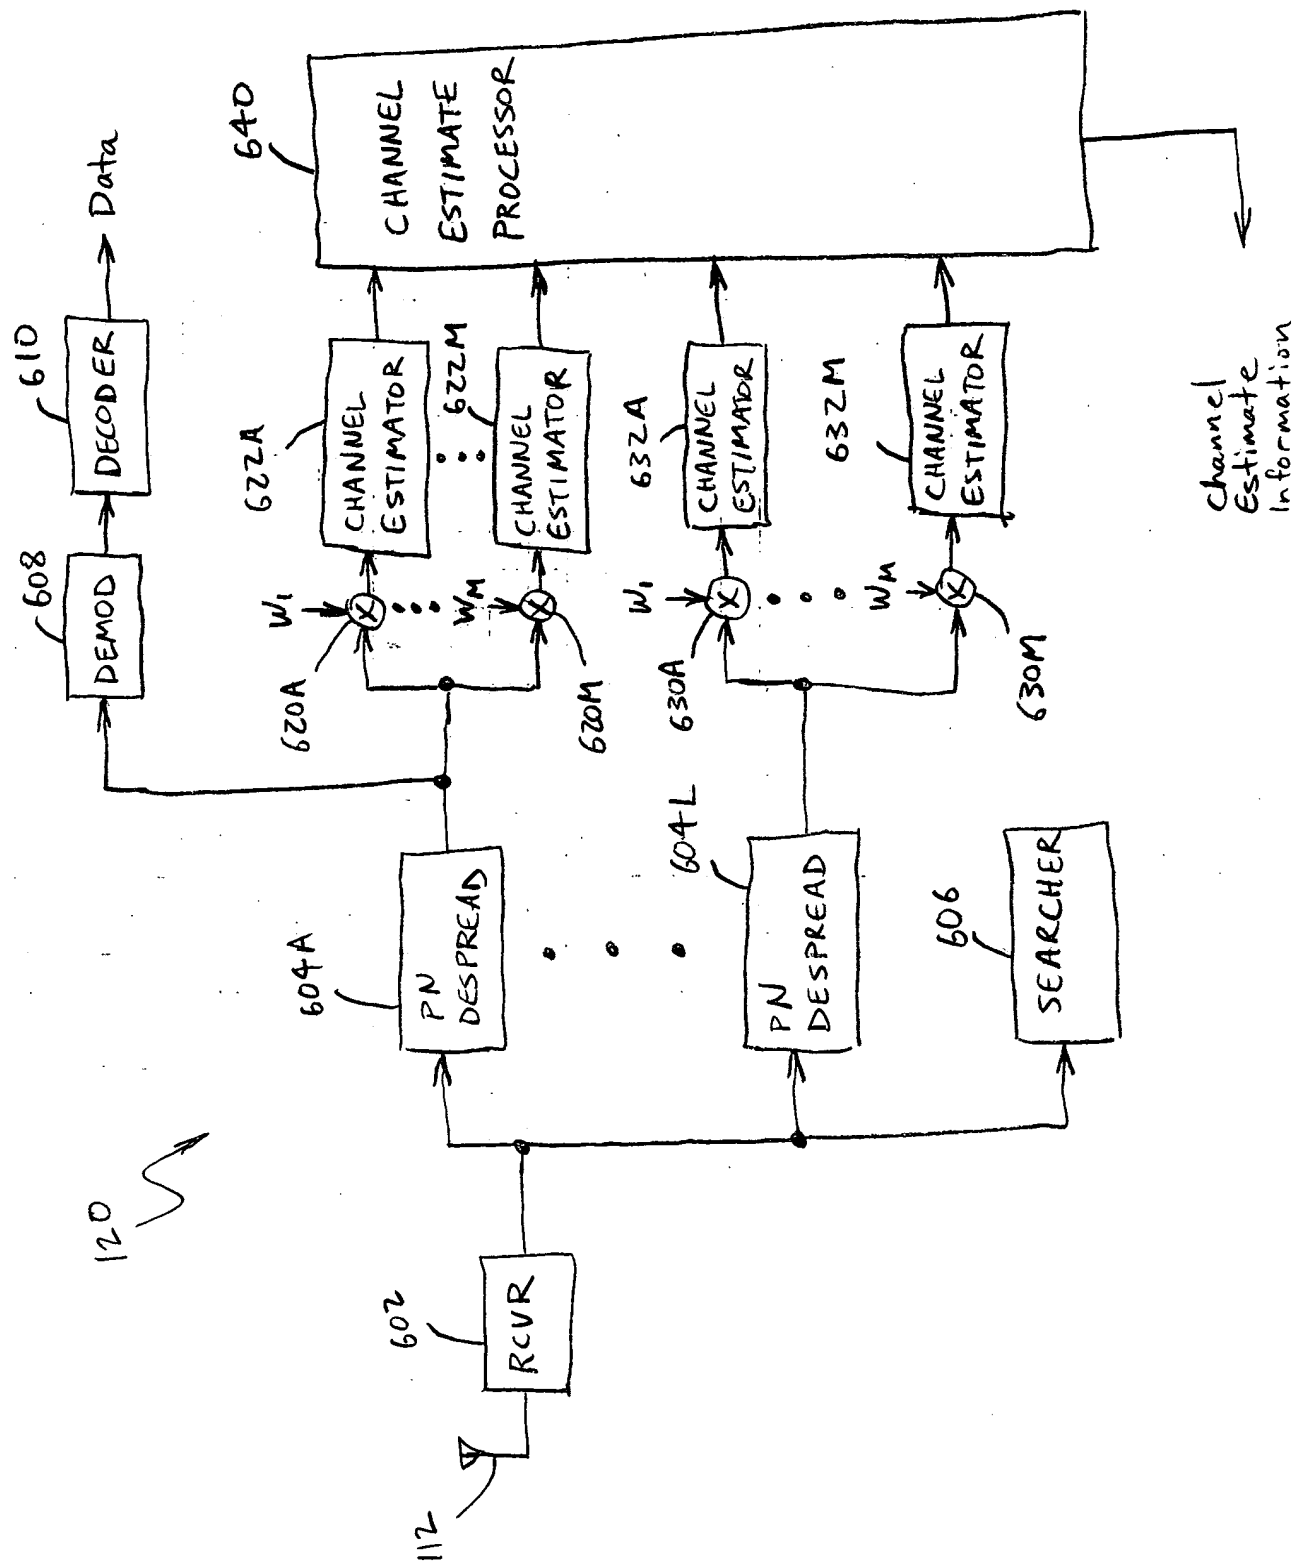 120
112
602
RCVR
604A
PN
DESPREAD
604L
PN
DESPREAD
606
SEARCHER
608
DEMOD
610
DECODER
Data
W1
620A
X
622A
CHANNEL
ESTIMATOR
WM
620M
X
622M
CHANNEL
ESTIMATOR
W1
630A
X
632A
CHANNEL
ESTIMATOR
WM
630M
X
632M
CHANNEL
ESTIMATOR
640
CHANNEL
ESTIMATE
PROCESSOR
Channel
Estimate
Information